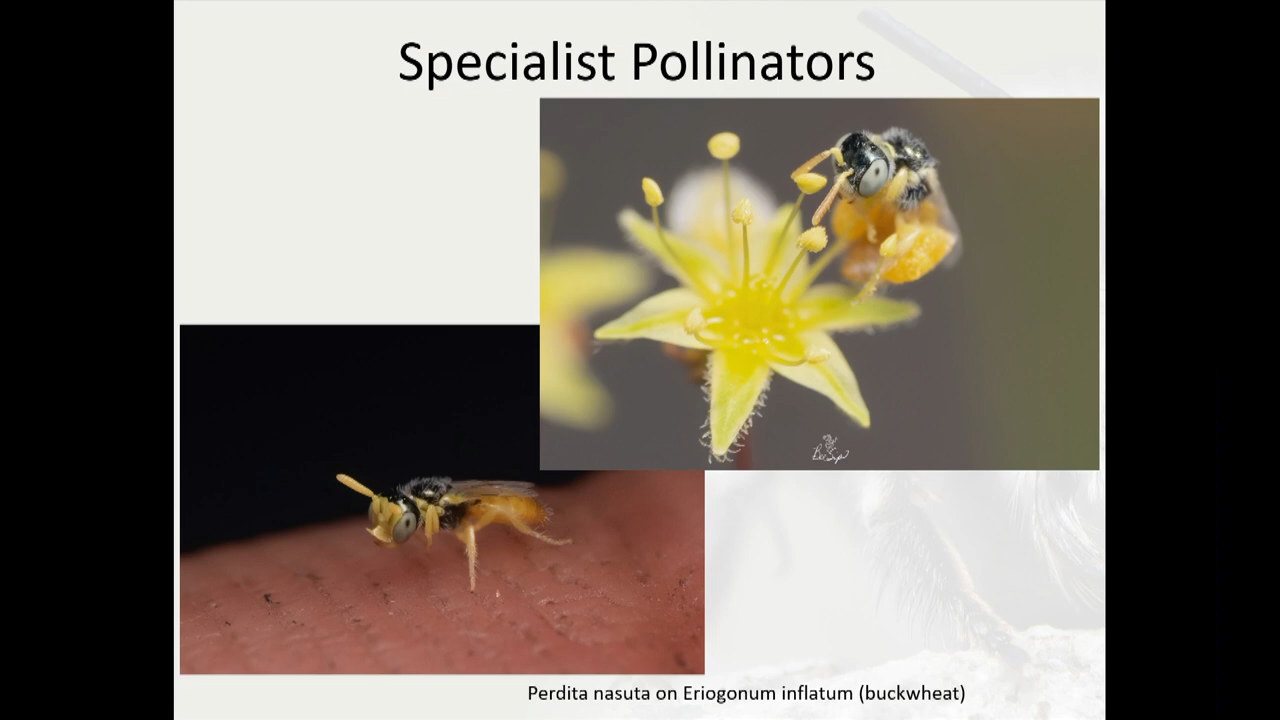 Specialist Pollinators
Perdita nasuta on Eriogonum inflatum (buckwheat)